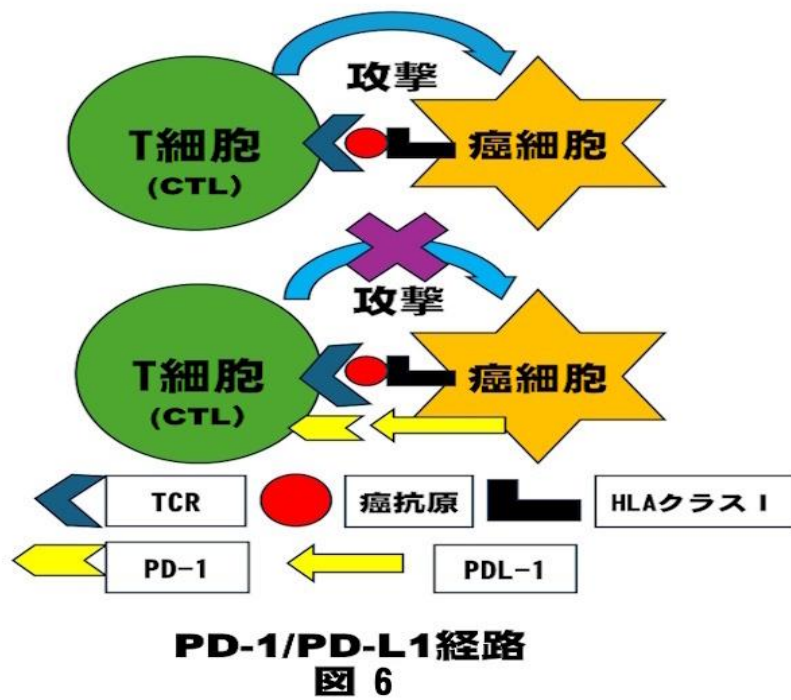 攻撃
T細胞
(CTL)
癌細胞
攻撃
T細胞
(CTL)
癌細胞
TCR
癌抗原
HLAクラスⅠ
PD-1
PDL-1
PD-1/PD-L1経路
図 6